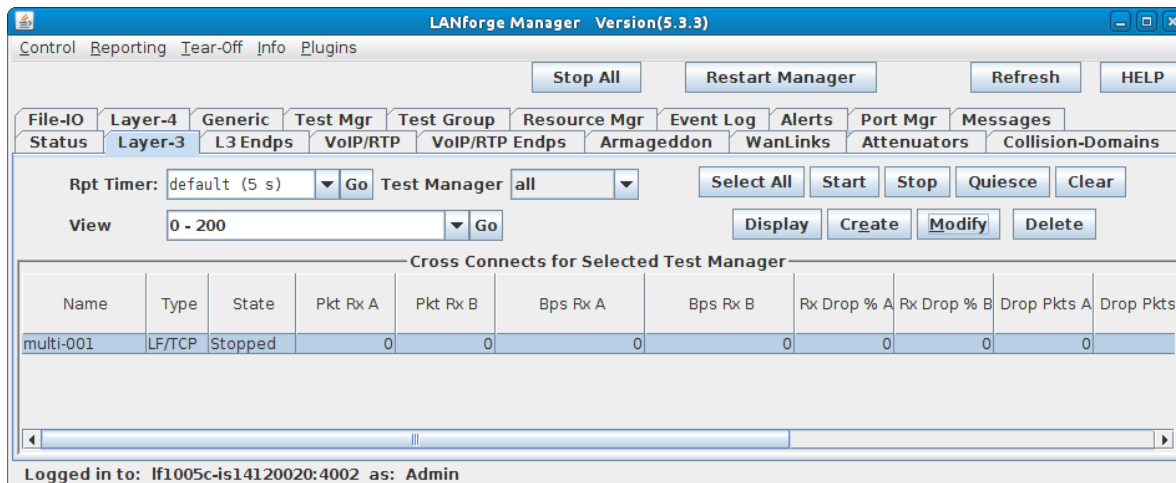 LANforge Manager Version(5.3.3)
Control Reporting Tear-Off Info Plugins
Stop All Restart Manager Refresh HELP
File-IO Layer-4 Generic Test Mgr Test Group Resource Mgr Event Log Alerts Port Mgr Messages
Status Layer-3 L3 Endps VoIP/RTP VoIP/RTP Endps Armageddon WanLinks Attenuators Collision-Domains
Rpt Timer: default (5 s) Go Test Manager all Select All Start Stop Quiesce Clear
View 0 - 200 Go Display Create Modify Delete
Cross Connects for Selected Test Manager
Name Type State Pkt Rx A Pkt Rx B Bps Rx A Bps Rx B Rx Drop % A Rx Drop % B Drop Pkts A Drop Pkts
multi-001 LF/TCP Stopped 0 0 0 0 0 0 0
Logged in to: lf1005c-is14120020:4002 as: Admin